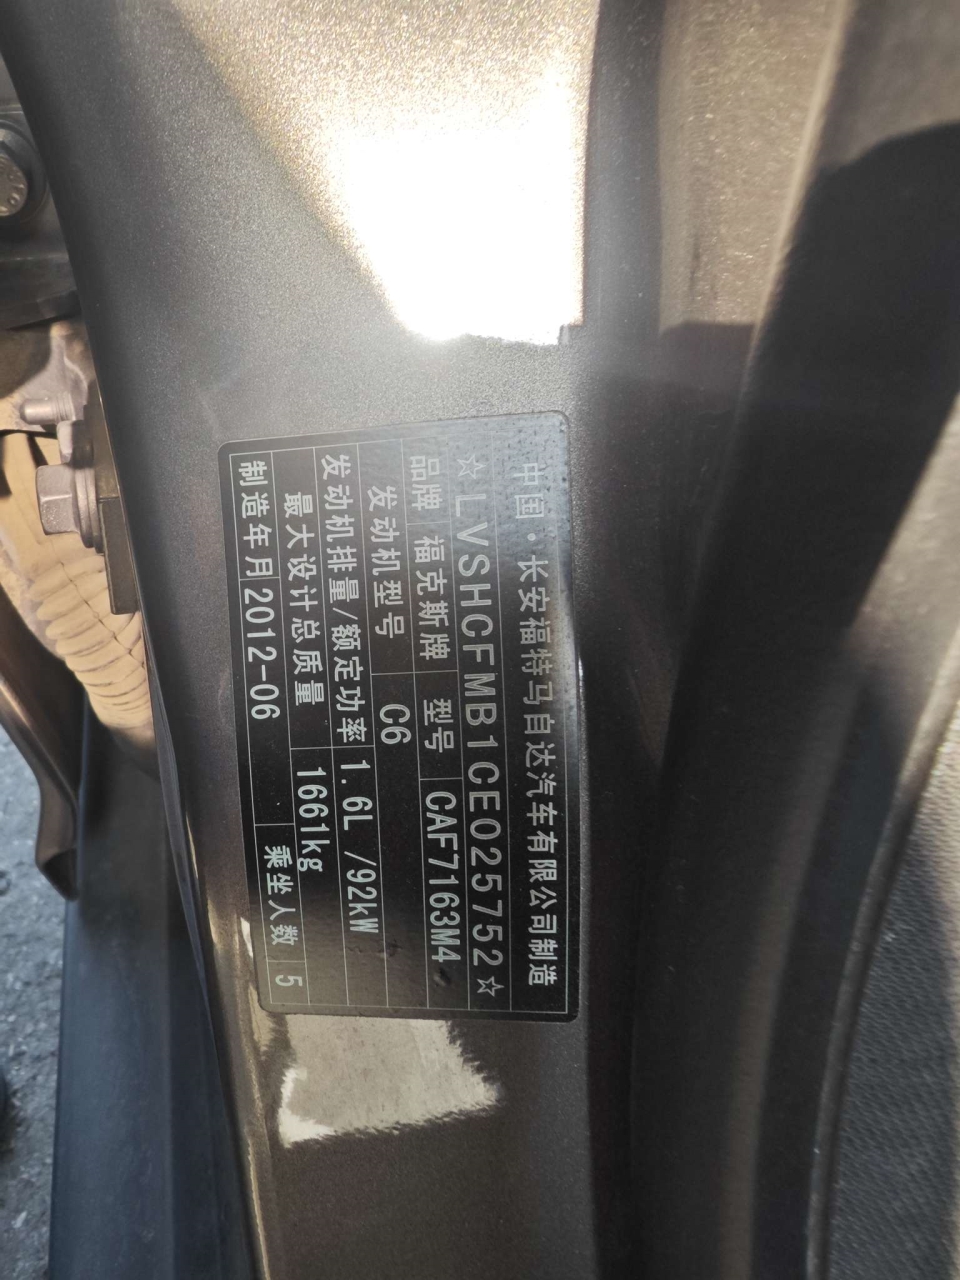 中国·长安福特马自达汽车有限公司制造
☆LVSHCFMB1CE025752☆
品牌 福克斯牌 型号 CAF7163M4
发动机型号 C6
发动机排量/额定功率 1.6L /92kW
最大设计总质量 1661kg
制造年月 2012-06 乘坐人数 5